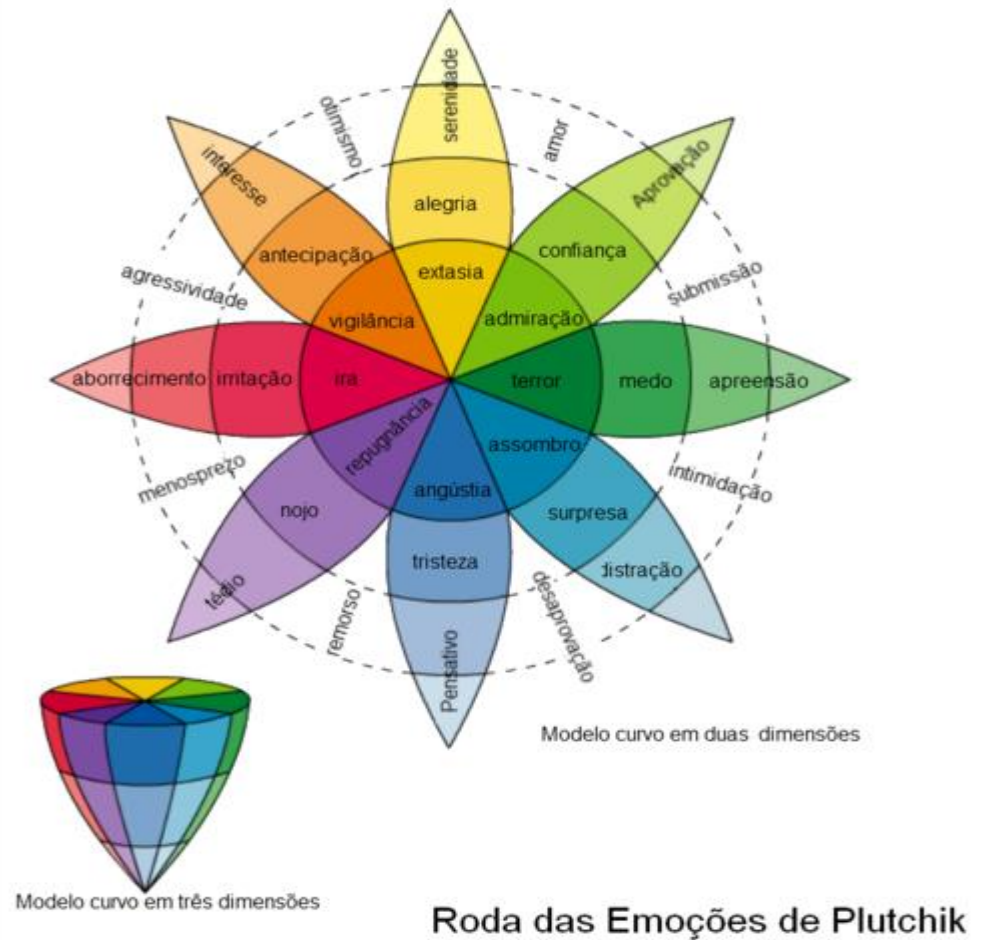 serenidade
otimismo
amor
interesse
Aprovação
alegria
antecipação
confiança
extasia
agressividade
submissão
vigilância
admiração
aborrecimento
irritação
ira
terror
medo
apreensão
repugnância
assombro
menosprezo
intimidação
angústia
nojo
surpresa
tristeza
distração
tédio
remorso
desaprovação
Pensativo
Modelo curvo em duas dimensões
Modelo curvo em três dimensões
Roda das Emoções de Plutchik